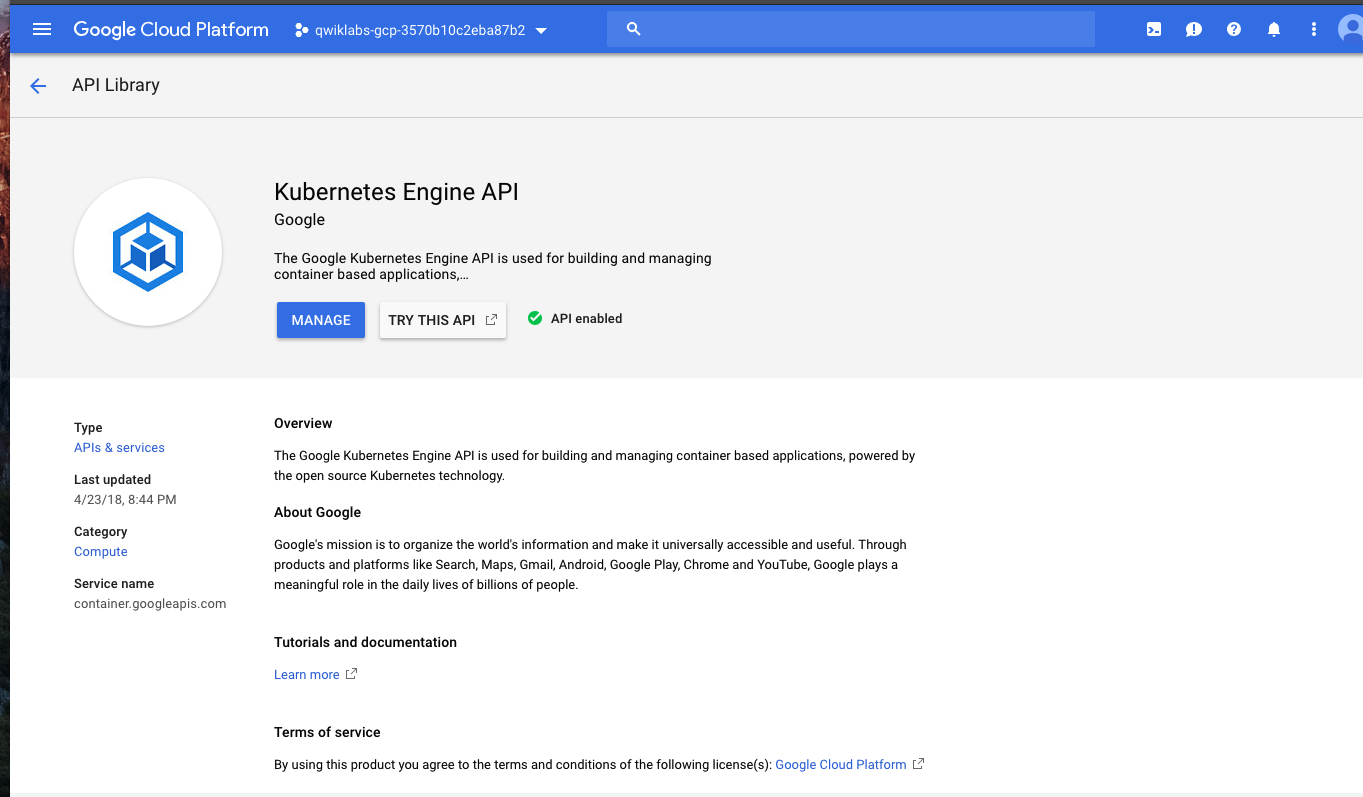 Google Cloud Platform
qwiklabs-gcp-3570b10c2eba87b2
API Library
Kubernetes Engine API
Google
The Google Kubernetes Engine API is used for building and managing
container based applications,…
MANAGE
TRY THIS API
API enabled
Type
APIs & services
Last updated
4/23/18, 8:44 PM
Category
Compute
Service name
container.googleapis.com
Overview
The Google Kubernetes Engine API is used for building and managing container based applications, powered by
the open source Kubernetes technology.
About Google
Google's mission is to organize the world's information and make it universally accessible and useful. Through
products and platforms like Search, Maps, Gmail, Android, Google Play, Chrome and YouTube, Google plays a
meaningful role in the daily lives of billions of people.
Tutorials and documentation
Learn more
Terms of service
By using this product you agree to the terms and conditions of the following license(s): Google Cloud Platform